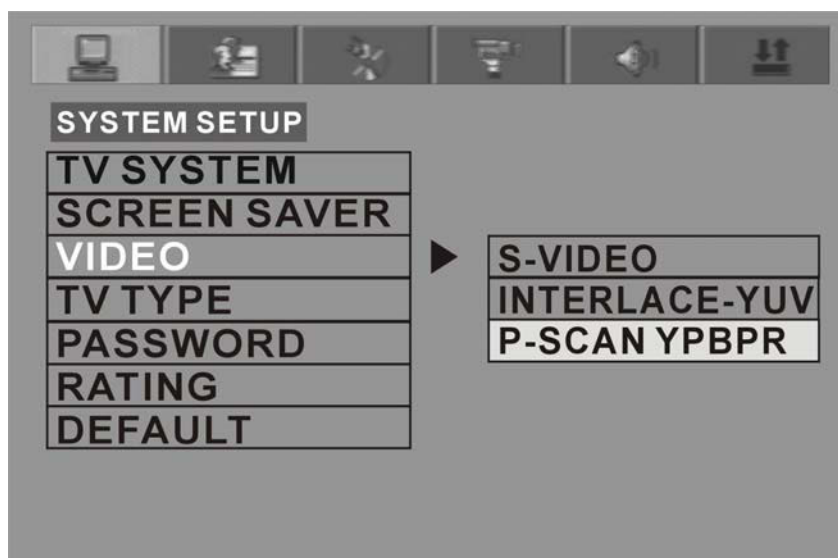 SYSTEM SETUP
TV SYSTEM
SCREEN SAVER
VIDEO
TV TYPE
PASSWORD
RATING
DEFAULT
S-VIDEO
INTERLACE-YUV
P-SCAN YPBPR